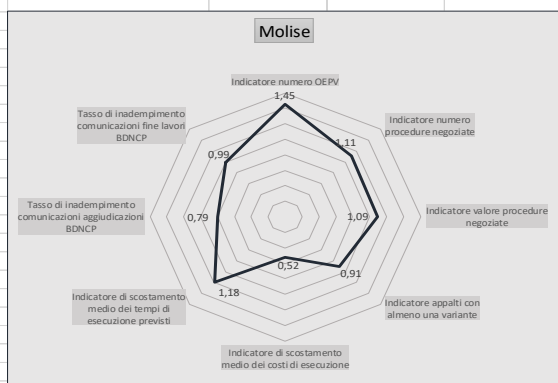 Molise
Indicatore numero OEPV
1,45
Indicatore numero
procedure negoziate
1,11
Indicatore valore procedure
negoziate
1,09
Indicatore appalti con
almeno una variante
0,91
Indicatore di scostamento
medio dei costi di esecuzione
0,52
Indicatore di scostamento
medio dei tempi di
esecuzione previsti
1,18
Tasso di inadempimento
comunicazioni aggiudicazioni
BDNCP
0,79
Tasso di inadempimento
comunicazioni fine lavori
BDNCP
0,99